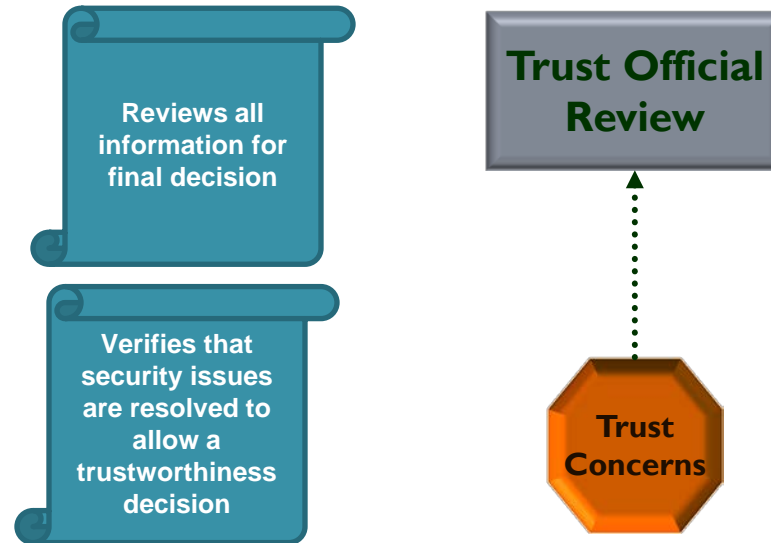 Reviews all
information for
final decision
Verifies that
security issues
are resolved to
allow a
trustworthiness
decision
Trust Official
Review
Trust
Concerns